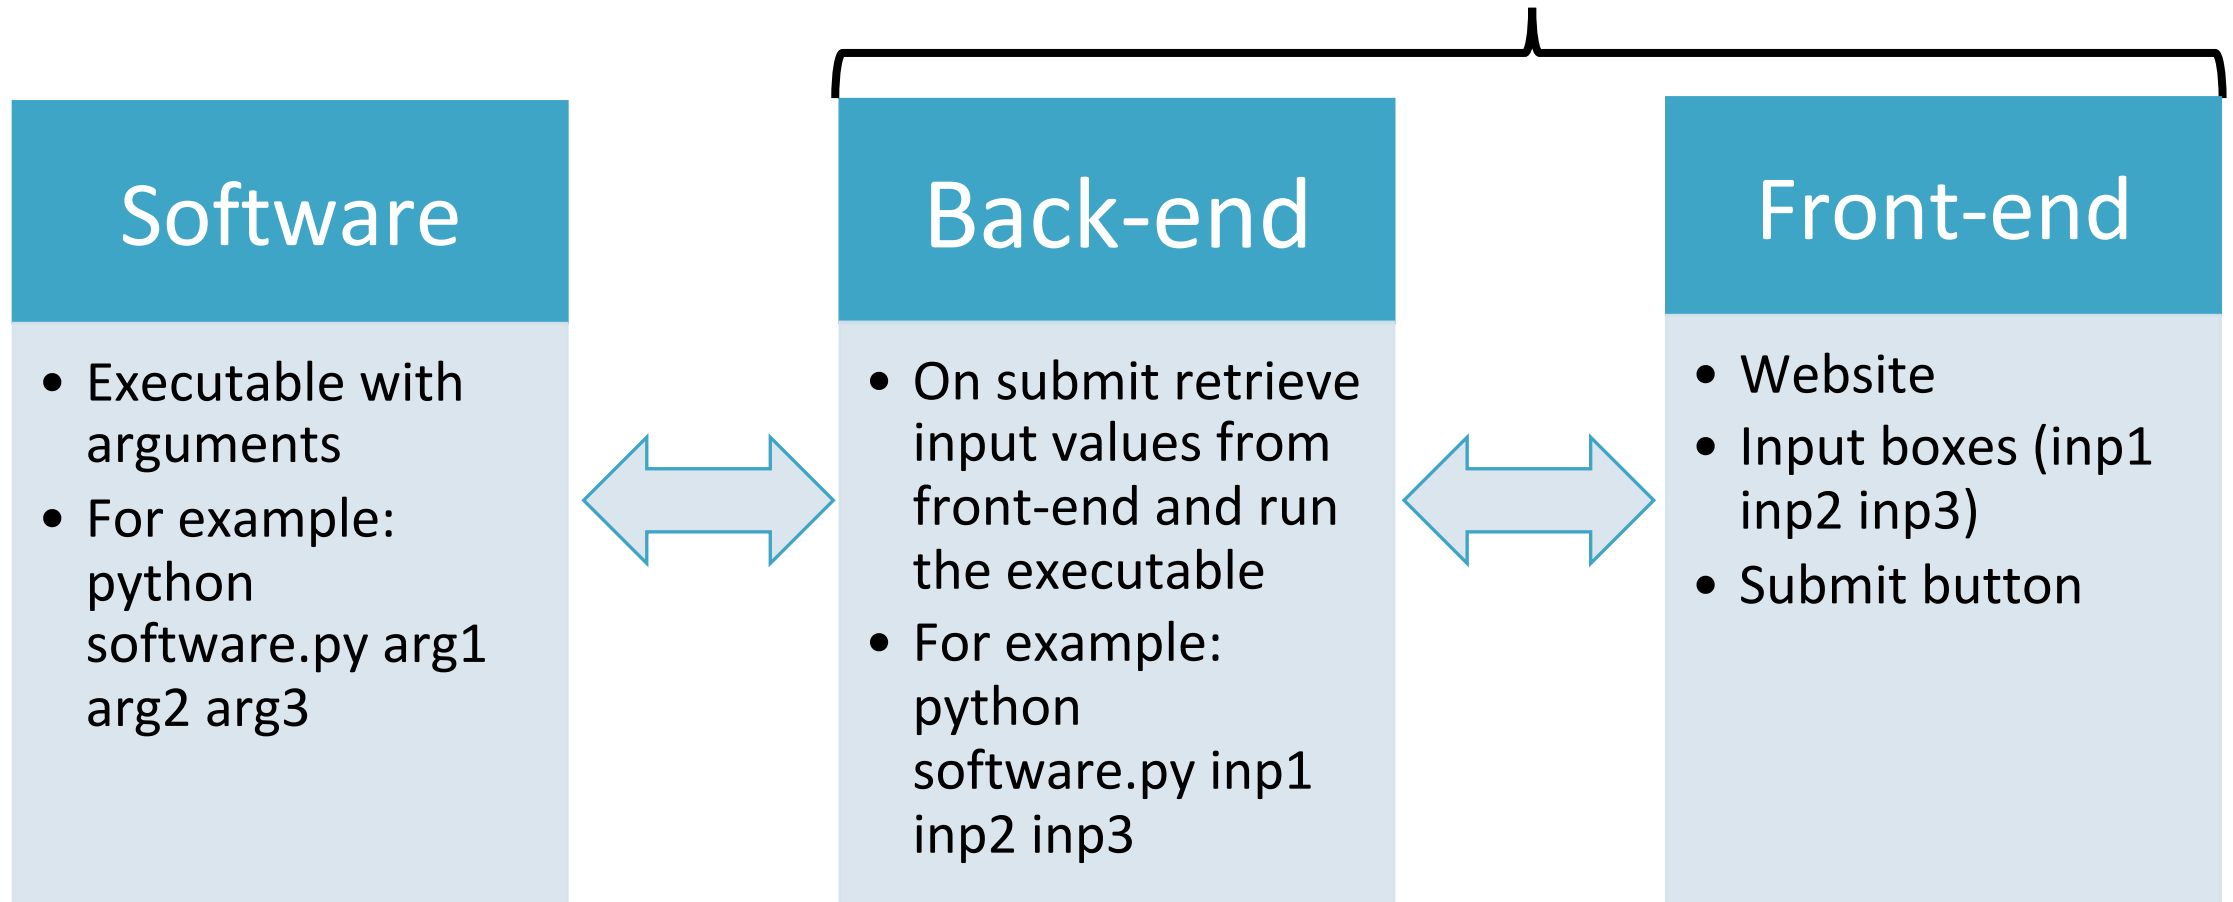 Software
• Executable with
arguments
• For example:
python
software.py arg1
arg2 arg3
Back-end
• On submit retrieve
input values from
front-end and run
the executable
• For example:
python
software.py inp1
inp2 inp3
Front-end
• Website
• Input boxes (inp1
inp2 inp3)
• Submit button